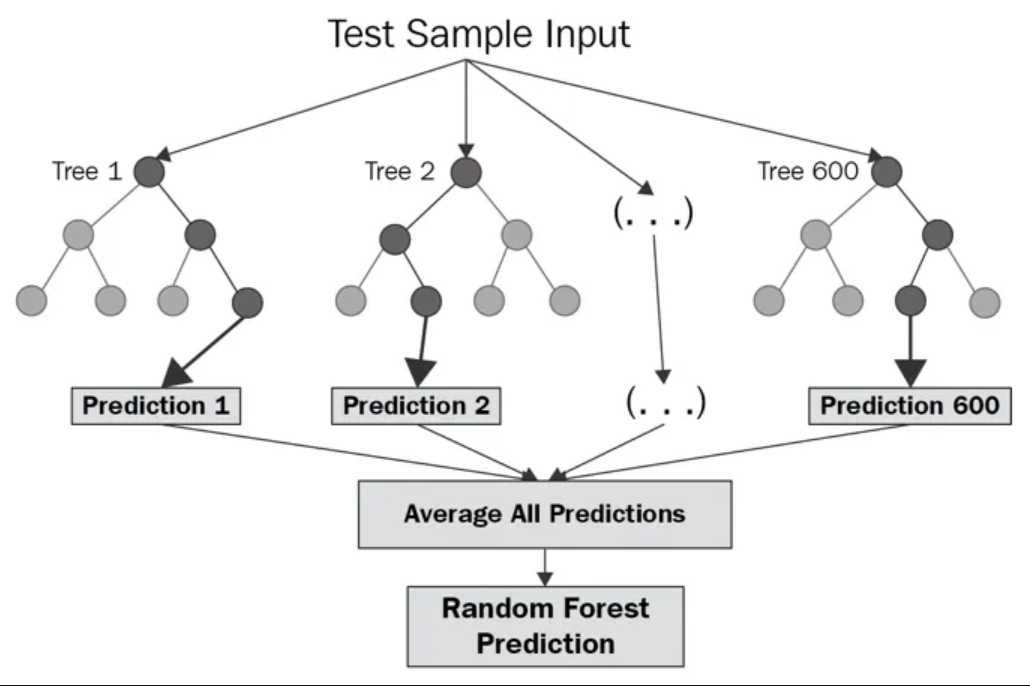 Test Sample Input
Tree 1
Tree 2
Tree 600
(. . .)
(. . .)
Prediction 1
Prediction 2
Prediction 600
Average All Predictions
Random Forest
Prediction